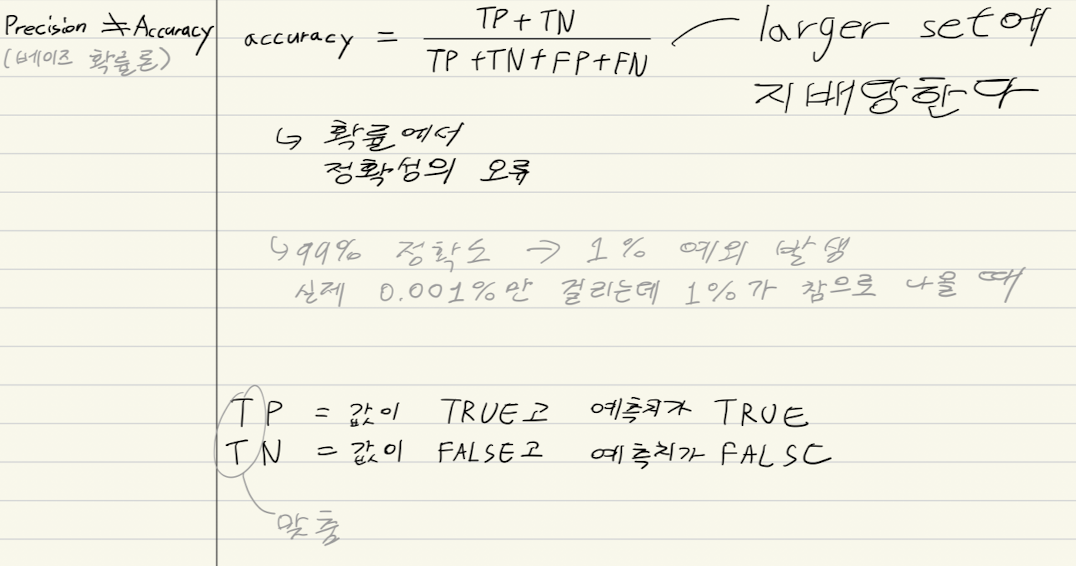 Precision ≠ Accuracy
(베이즈 확률론)
accuracy = (TP + TN) / (TP + TN + FP + FN)
larger set에
지배당한다
↳ 확률에서
정확성의 오류
↳ 99% 정확도 → 1% 예외 발생
실제 0.001%만 걸리는데 1%가 참으로 나올 때
TP = 값이 TRUE고 예측치가 TRUE
TN = 값이 FALSE고 예측치가 FALSE
맞춤